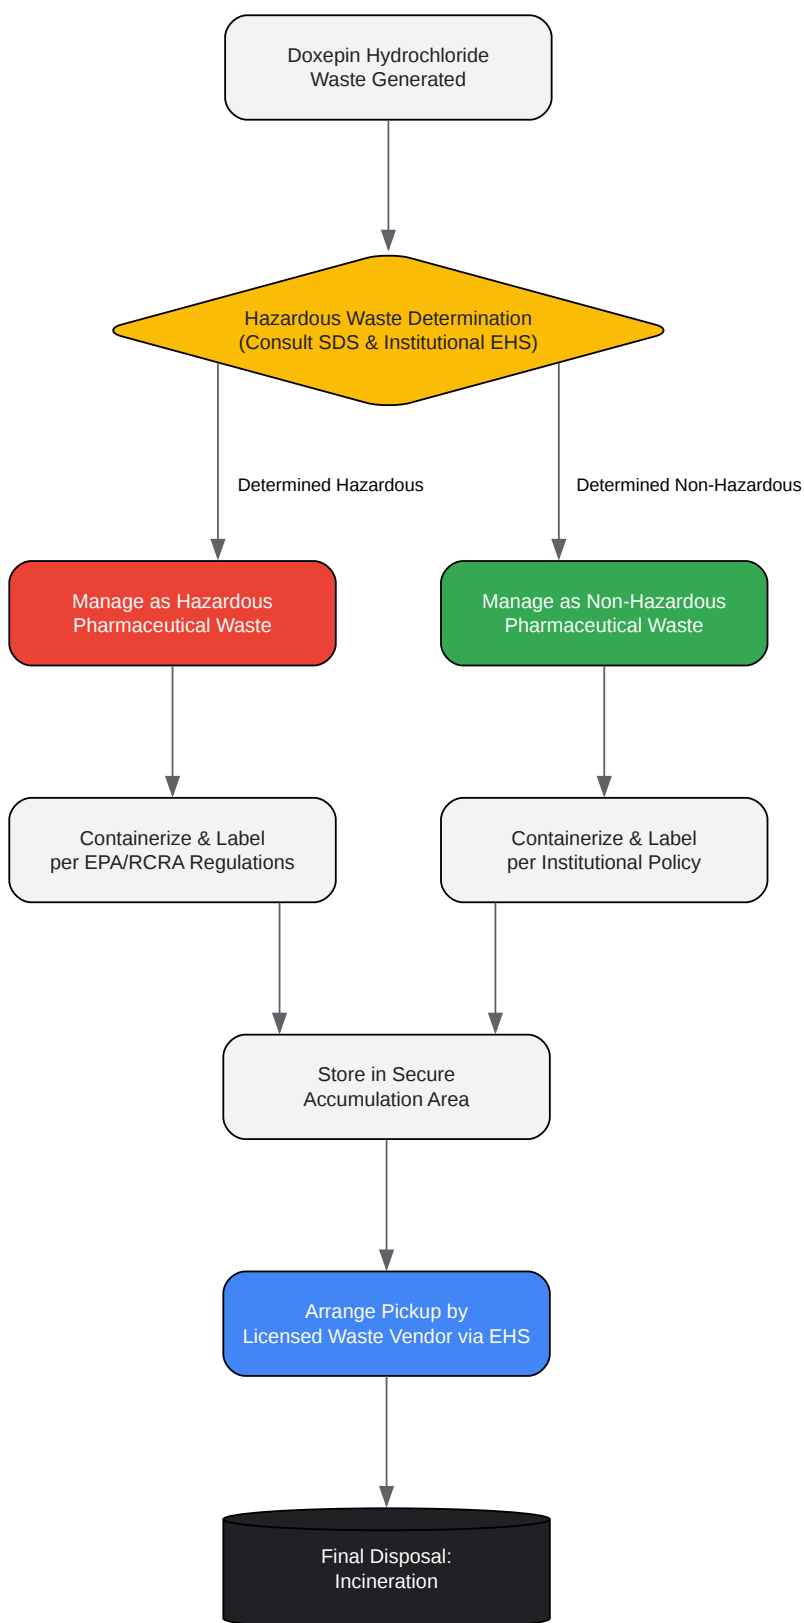 Doxepin Hydrochloride
Waste Generated
Hazardous Waste Determination
(Consult SDS & Institutional EHS)
Determined Hazardous
Determined Non-Hazardous
Manage as Hazardous
Pharmaceutical Waste
Manage as Non-Hazardous
Pharmaceutical Waste
Containerize & Label
per EPA/RCRA Regulations
Containerize & Label
per Institutional Policy
Store in Secure
Accumulation Area
Arrange Pickup by
Licensed Waste Vendor via EHS
Final Disposal:
Incineration